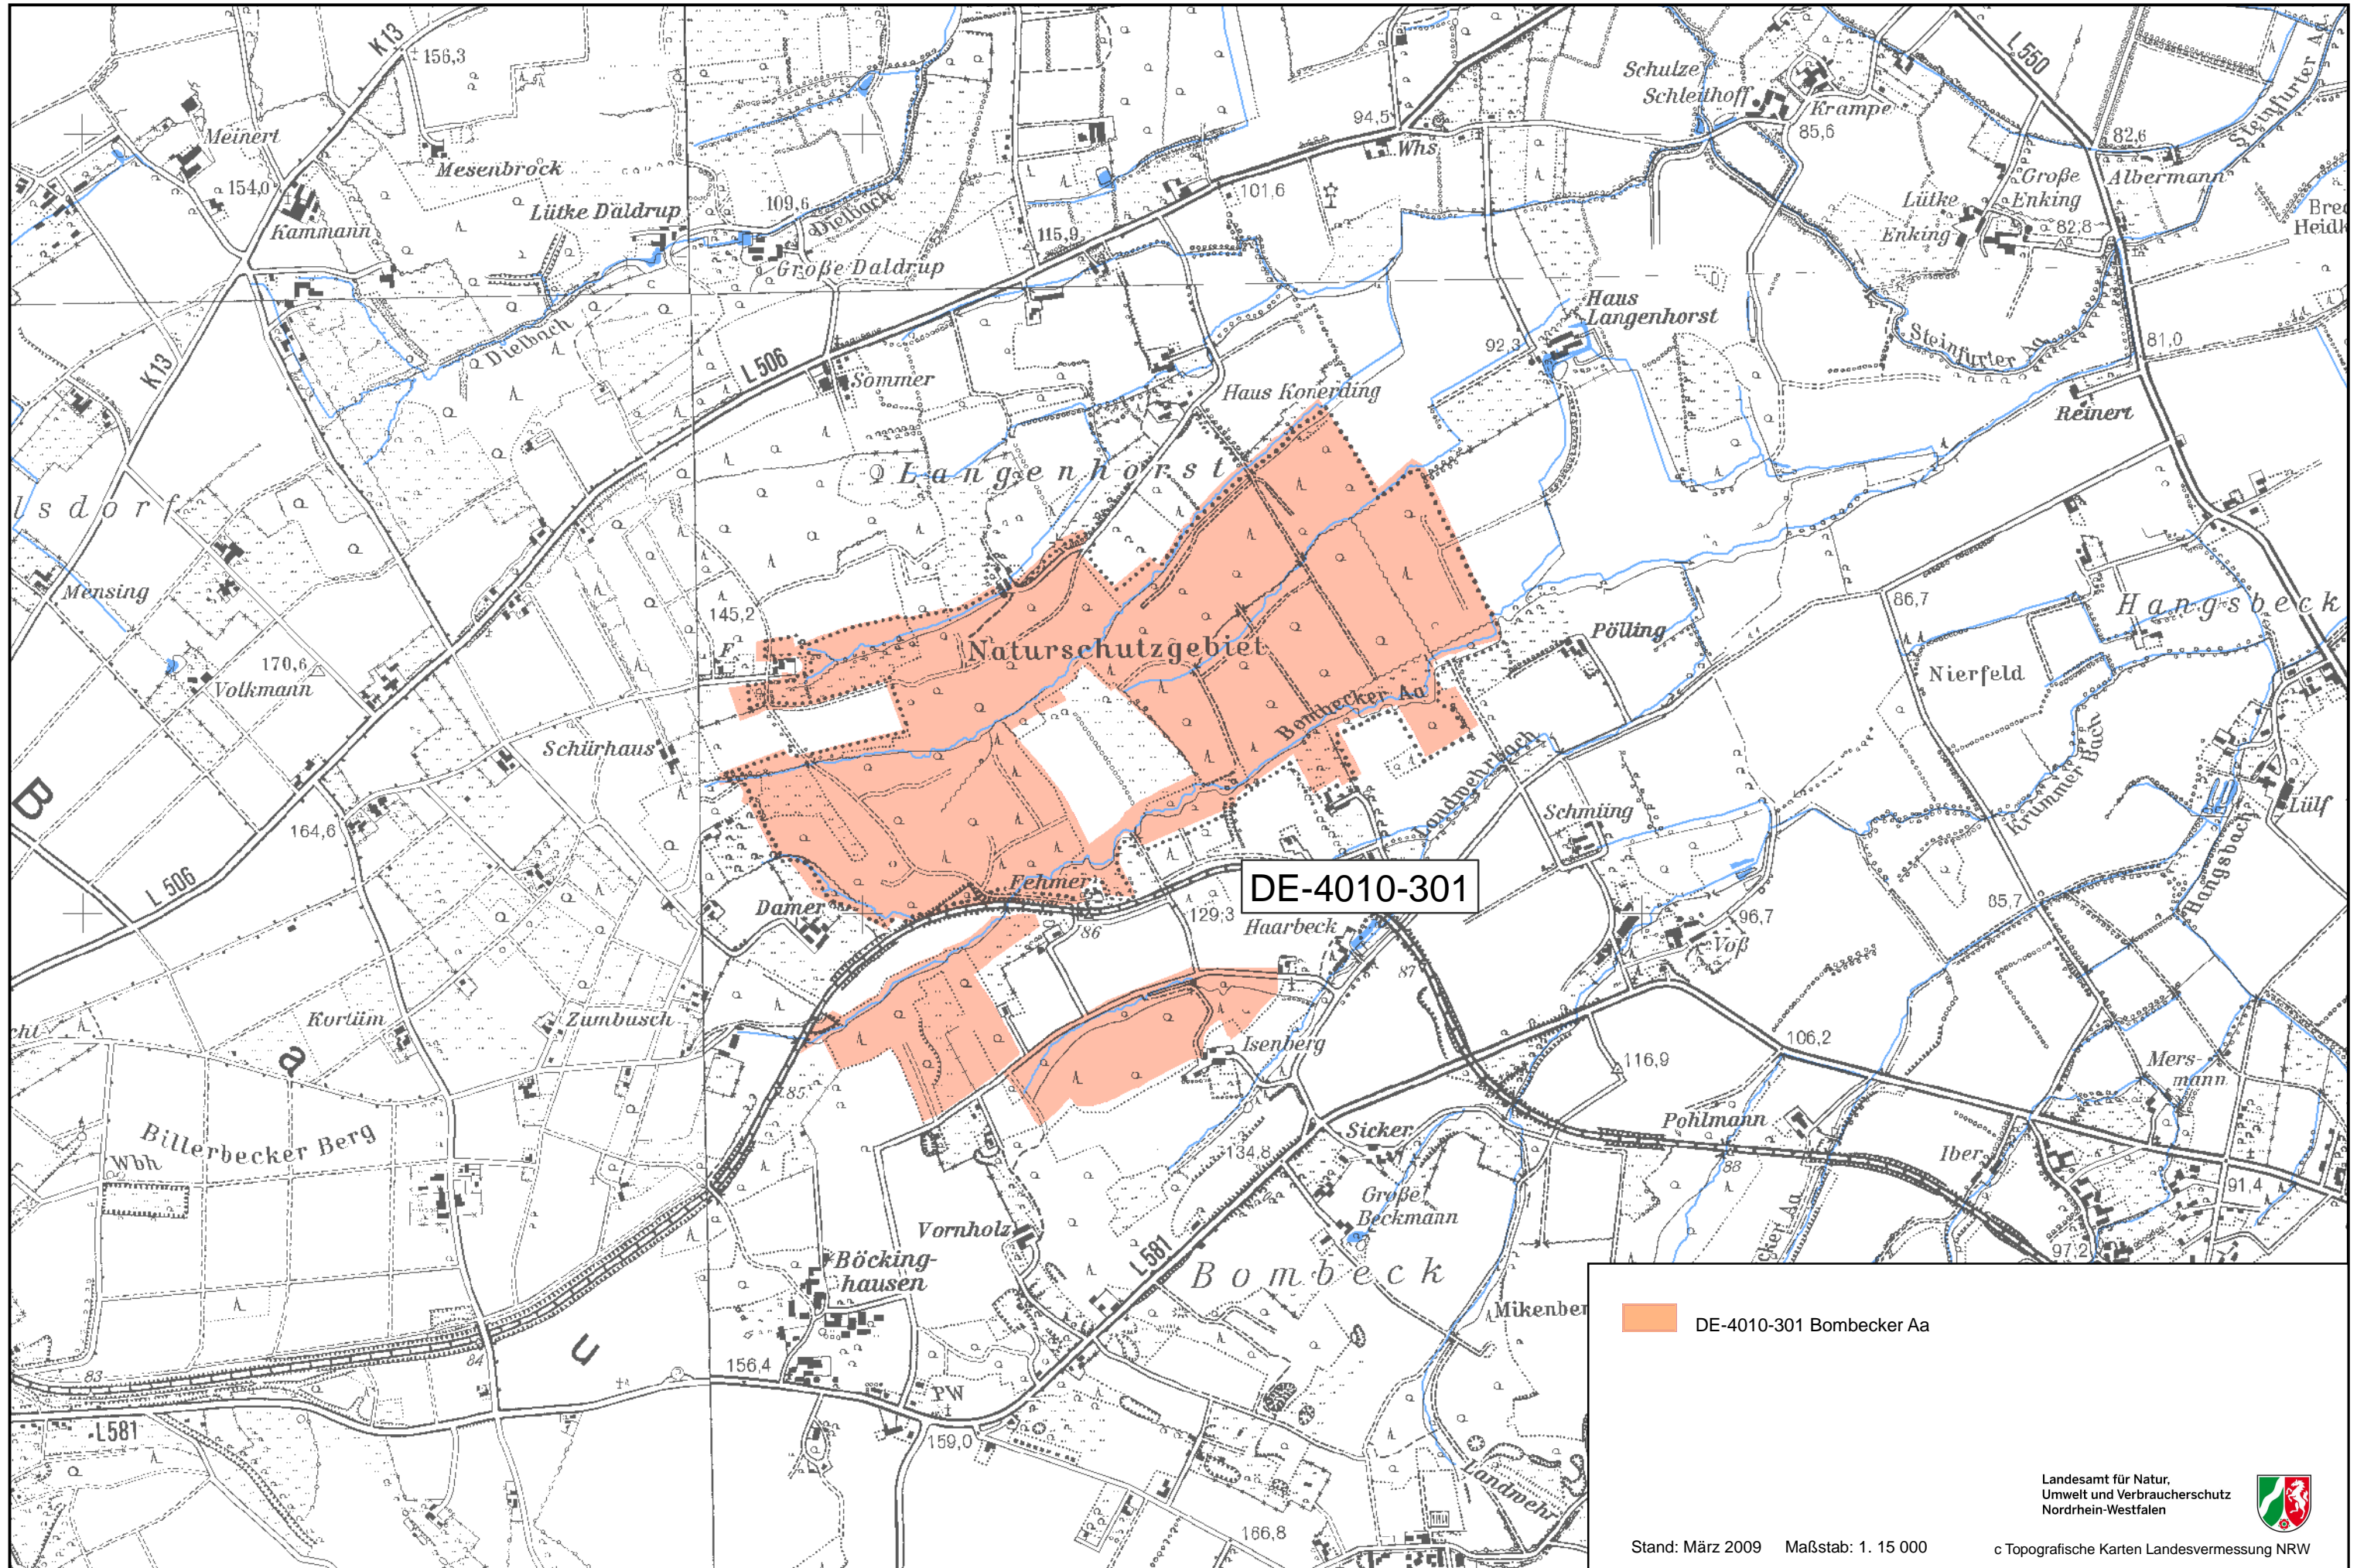 K13
156,3
Meinert
Mesenbrock
154,0
Kammann
Lütke Daldrup
109,6
Dielbach
Große Daldrup
115,9
101,6
94,5
Whs
Schulze
Schleithoff
Krampe
85,6
L550
82,6
Steinfurter Aa
Albermann
Große
Enking
Lütke
Enking
82,8
Haus
Langenhorst
92,3
Steinfurter Aa
81,0
Reinert
K13
Dielbach
L 506
Sommer
Haus Konerding
Langenhorst
lsdorf
Mensing
170,6
Volkmann
145,2
F
Naturschutzgebiet
Pölling
86,7
Hangsbeck
Nierfeld
Bombecker Aa
Schürhaus
Landwehrbach
Schmüing
Krummer Bach
Lülf
Hangsbach
B
164,6
L 506
Damer
Fehmer
86
129,3
DE-4010-301
Haarbeck
87
96,7
Voß
85,7
Kortüm
a
Zumbusch
Isenberg
85
116,9
106,2
Mers-
mann
Billerbecker Berg
Wbh
134,8
Sicker
Pohlmann
88
Iber
91,4
Große
Beckmann
Vornholz
Böcking-
hausen
L581
Bombeck
97,2
Mikenber
83
84
u
156,4
PW
159,0
L581
Landwehr
166,8
DE-4010-301 Bombecker Aa
Landesamt für Natur,
Umwelt und Verbraucherschutz
Nordrhein-Westfalen
Stand: März 2009 Maßstab: 1. 15 000
c Topografische Karten Landesvermessung NRW